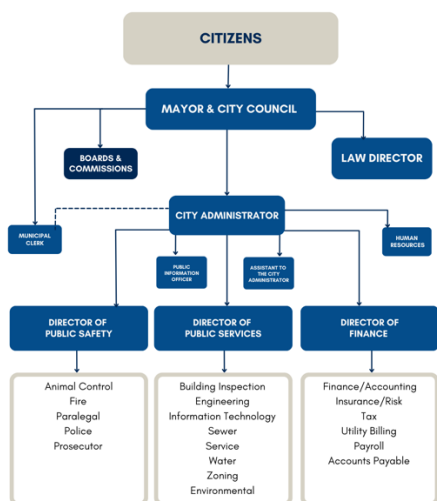 CITIZENS
MAYOR & CITY COUNCIL
BOARDS &
COMMISSIONS
LAW DIRECTOR
CITY ADMINISTRATOR
MUNICIPAL
CLERK
HUMAN
RESOURCES
PUBLIC
INFORMATION
OFFICER
ASSISTANT TO
THE CITY
ADMINISTRATOR
DIRECTOR OF
PUBLIC SAFETY
DIRECTOR OF
PUBLIC SERVICES
DIRECTOR OF
FINANCE
Animal Control
Fire
Paralegal
Police
Prosecutor
Building Inspection
Engineering
Information Technology
Sewer
Service
Water
Zoning
Environmental
Finance/Accounting
Insurance/Risk
Tax
Utility Billing
Payroll
Accounts Payable